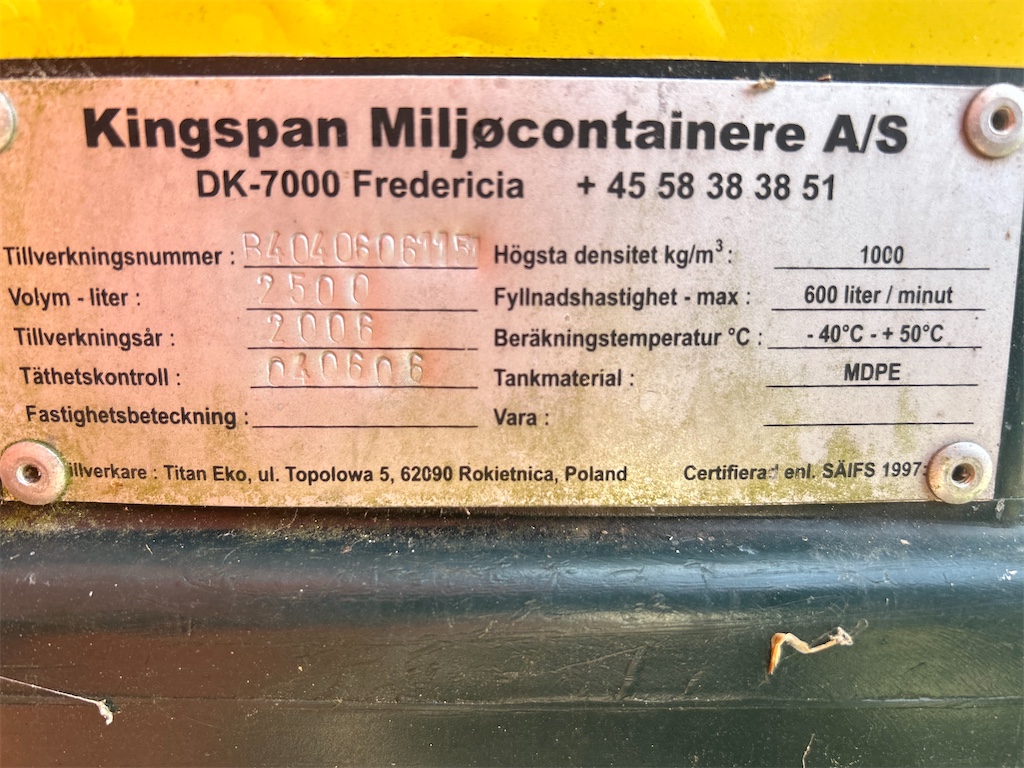 Kingspan Miljøcontainere A/S
DK-7000 Fredericia + 45 58 38 38 51
Tillverkningsnummer : Högsta densitet kg/m³ : 1000
Volym - liter : 2500 Fyllnadshastighet - max : 600 liter / minut
Tillverkningsår : 2006 Beräkningstemperatur °C : - 40°C - + 50°C
Täthetskontroll : 040606 Tankmaterial : MDPE
Fastighetsbeteckning : Vara :
illverkare : Titan Eko, ul. Topolowa 5, 62090 Rokietnica, Poland Certifierad enl. SÄIFS 1997: